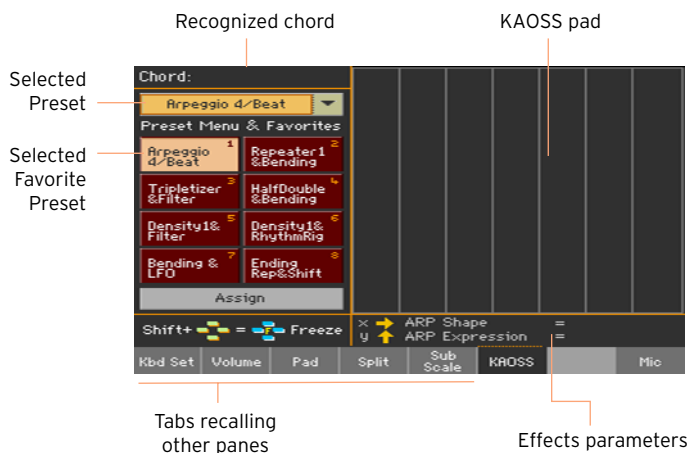 Recognized chord
KAOSS pad
Selected
Preset
Chord:
Arpeggio 4/Beat
Preset Menu & Favorites
Selected
Favorite
Preset
Arpeggio 1
4/Beat
Repeater1 2
&Bending
Tripletizer 3
&Filter
HalfDouble 4
&Bending
Density1& 5
Filter
Density1& 6
RhythmRig
Bending & 7
LFO
Ending 8
Rep&Shift
Assign
Shift+ = F Freeze
x ARP Shape =
y ARP Expression =
Kbd Set Volume Pad Split Sub Scale KAOSS Mic
Tabs recalling
other panes
Effects parameters